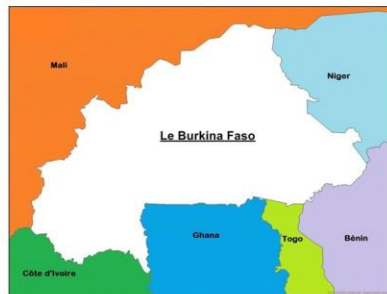 Mali
Niger
Le Burkina Faso
Ghana
Togo
Bénin
Côte d'Ivoire